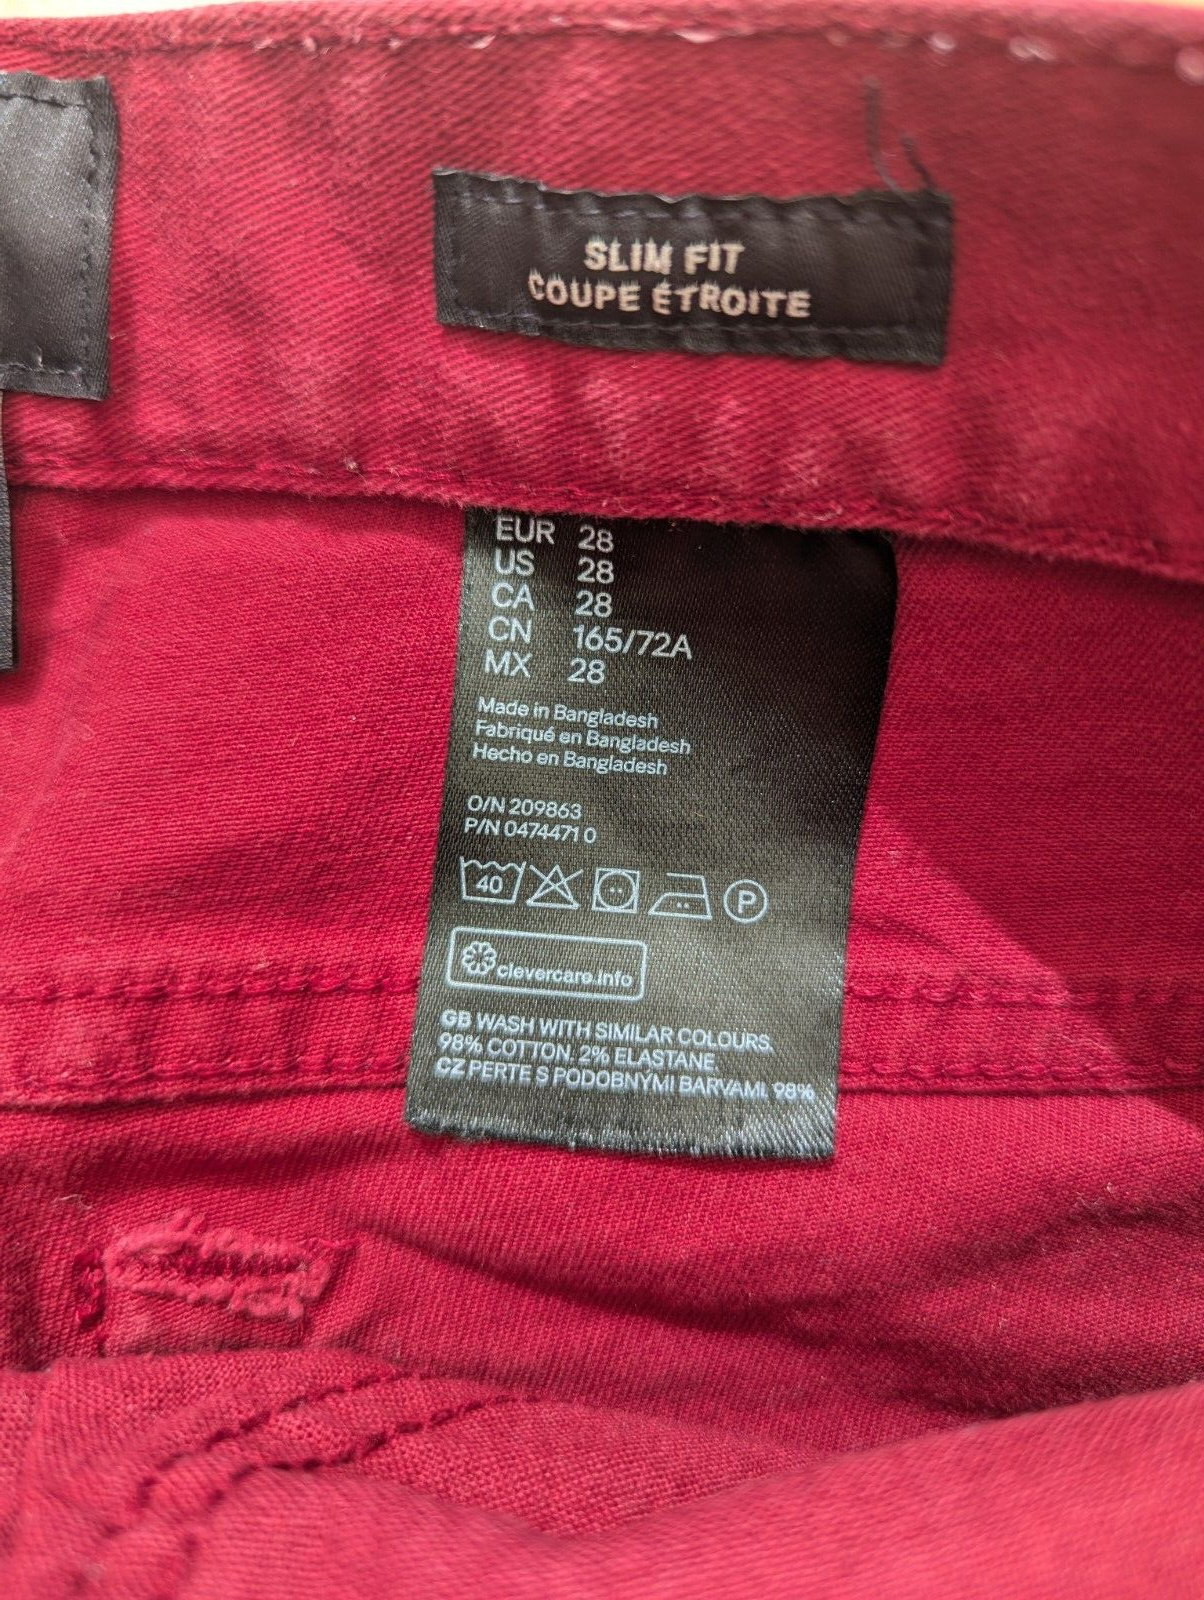 SLIM FIT
COUPE ÉTROITE
EUR 28
US 28
CA 28
CN 165/72A
MX 28
Made in Bangladesh
Fabriqué en Bangladesh
Hecho en Bangladesh
O/N 209863
P/N 0474471 0
40
P
clevercare.info
GB WASH WITH SIMILAR COLOURS.
98% COTTON, 2% ELASTANE
CZ PERTE S PODOBNÝMI BARVAMI. 98%